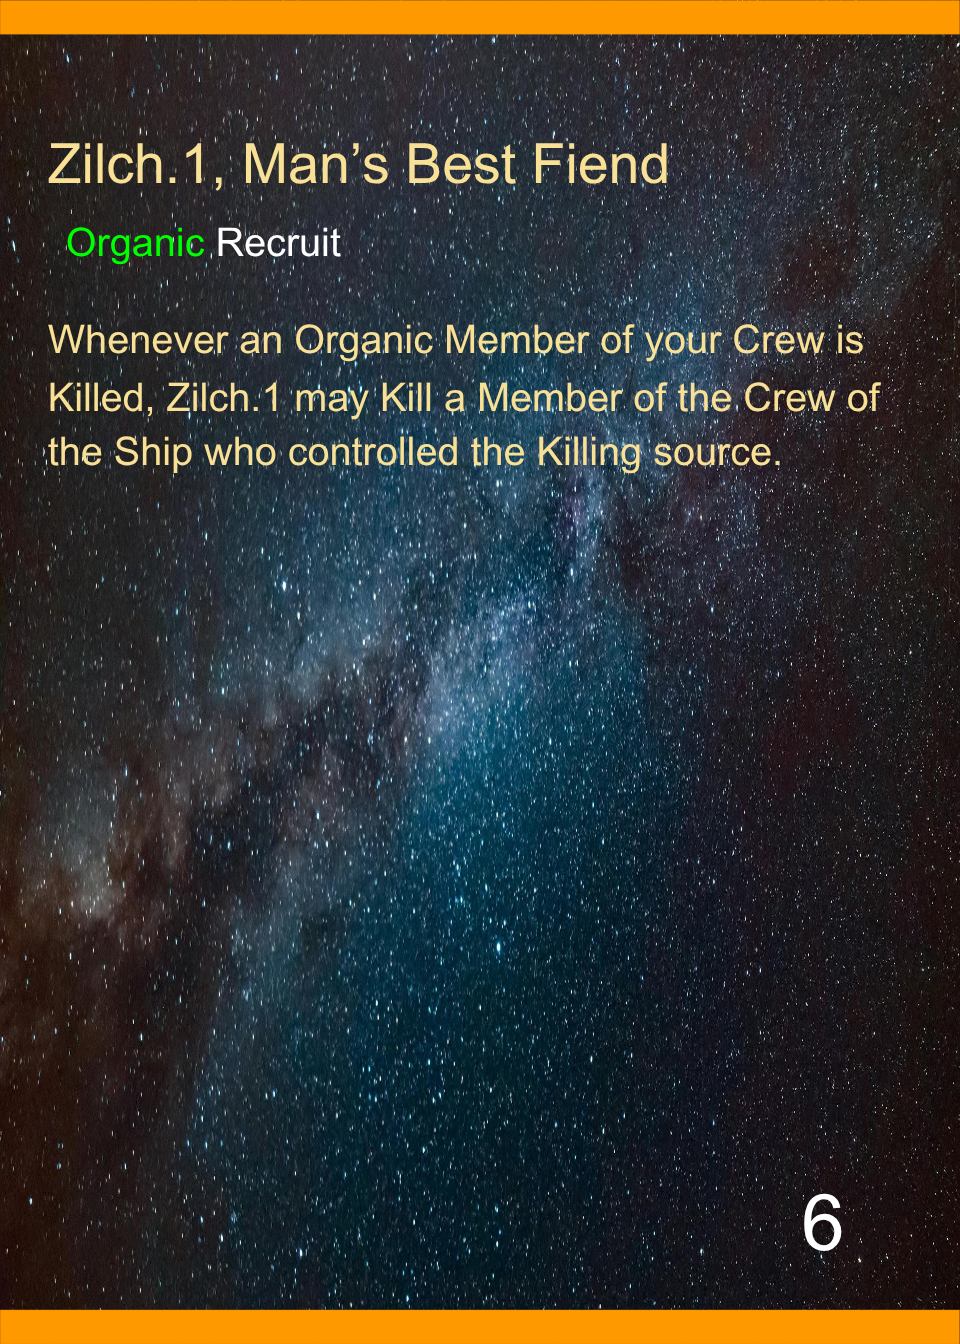 Zilch.1, Man’s Best Fiend
Organic Recruit
Whenever an Organic Member of your Crew is
Killed, Zilch.1 may Kill a Member of the Crew of
the Ship who controlled the Killing source.
6